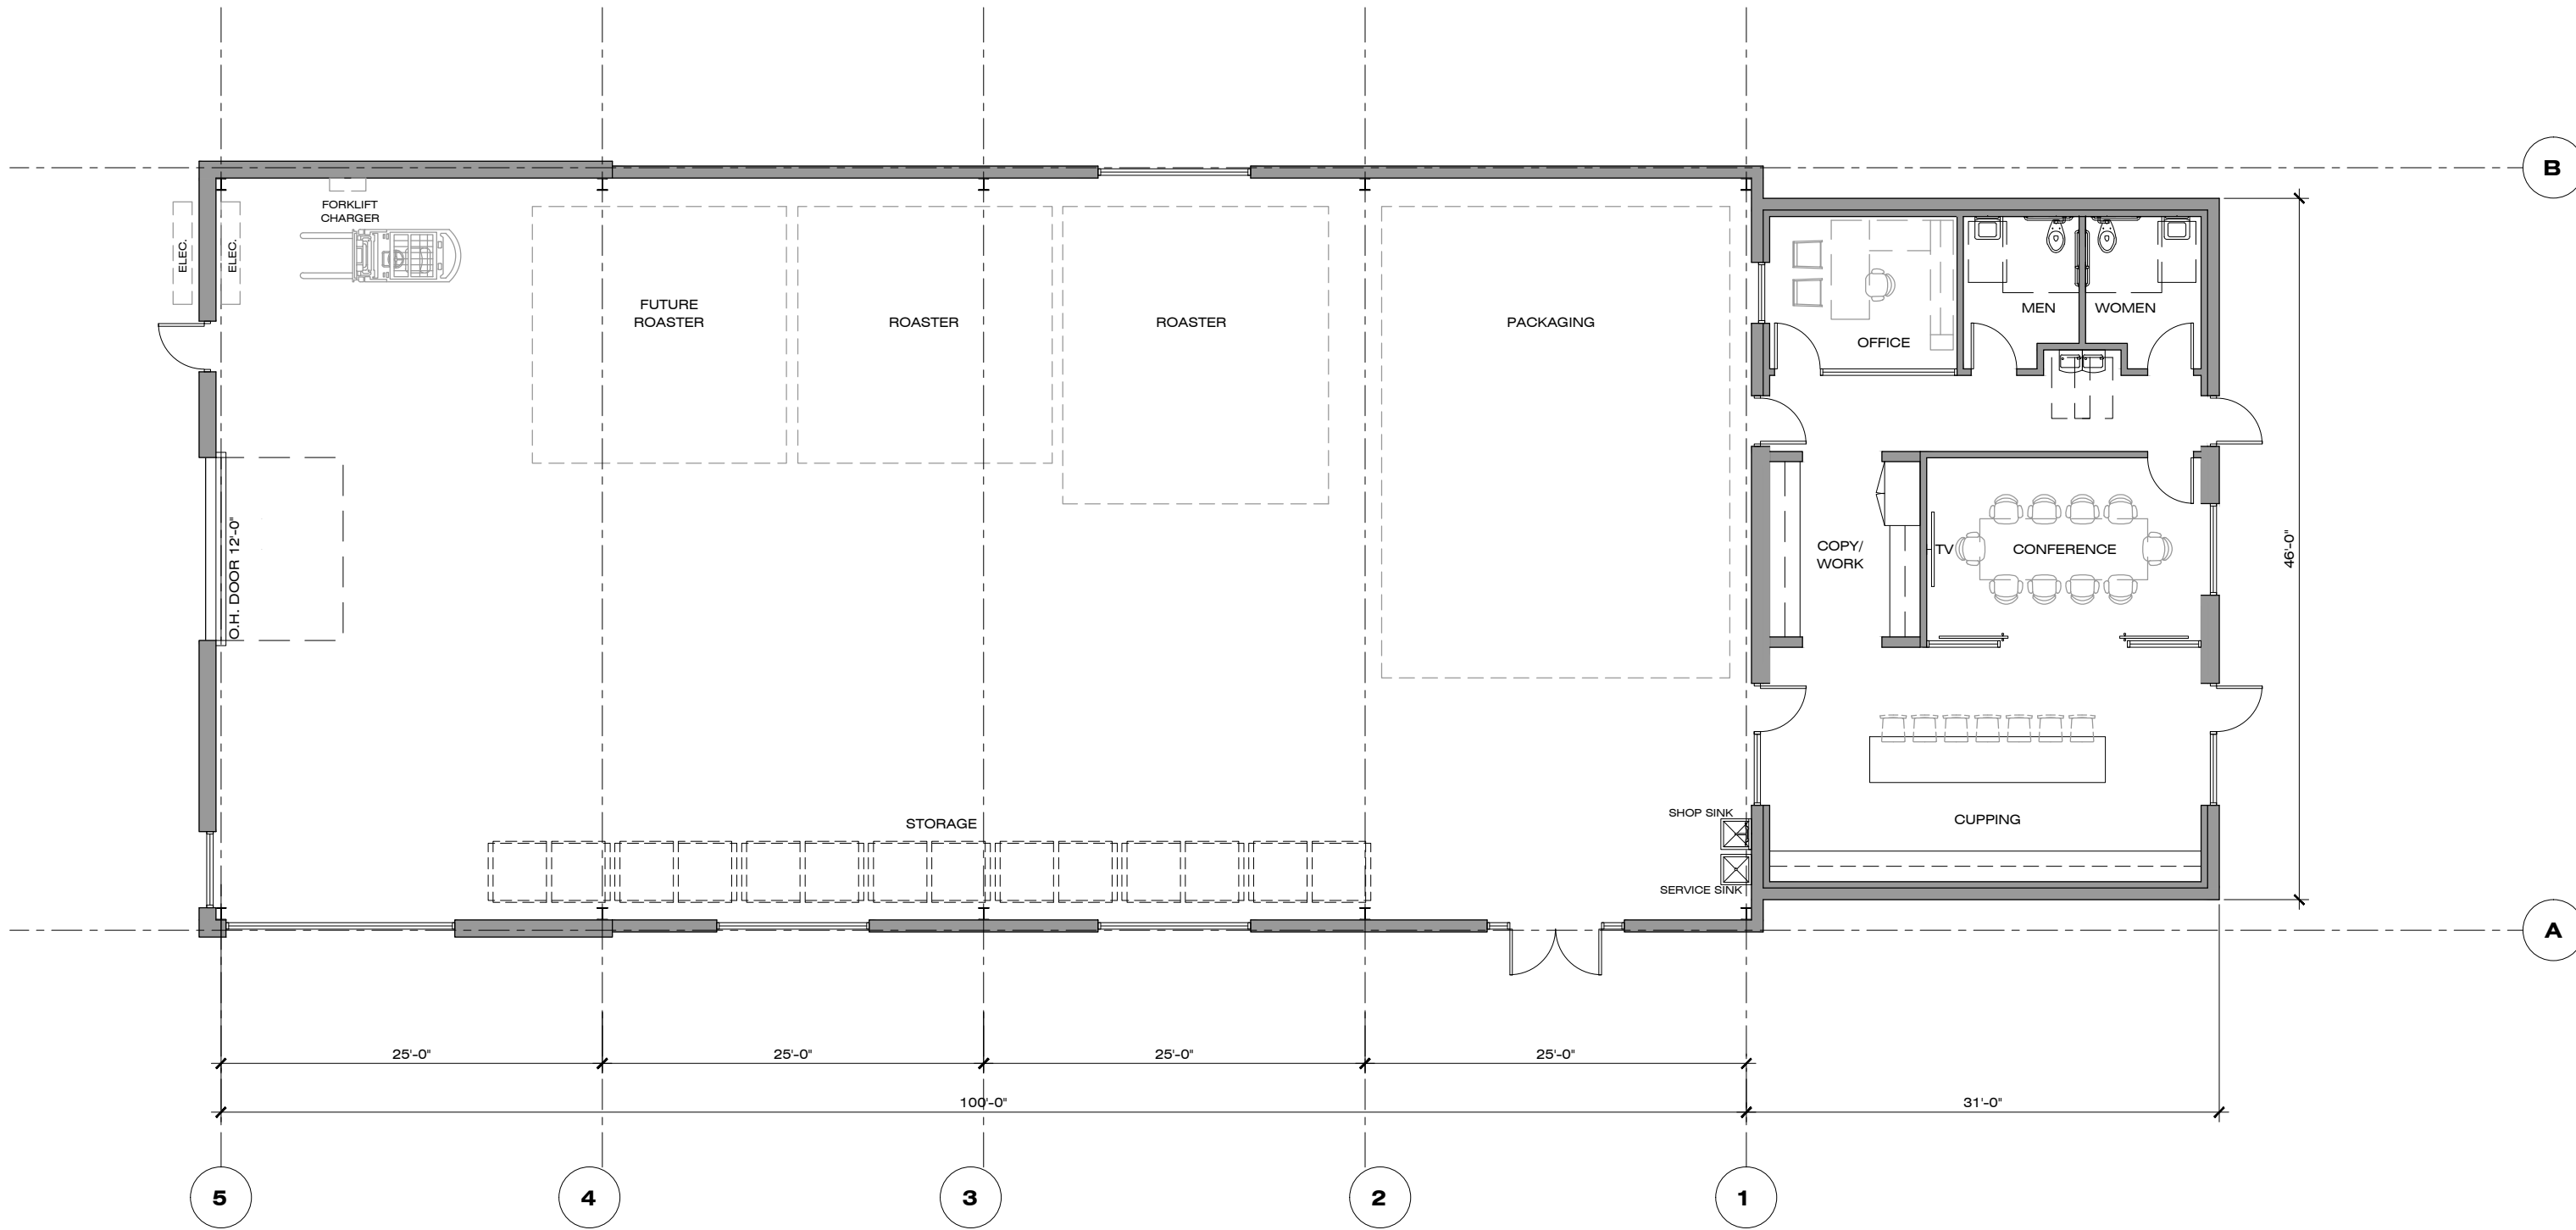 B
FORKLIFT
CHARGER
ELEC.
ELEC.
FUTURE
ROASTER
ROASTER
ROASTER
PACKAGING
OFFICE
MEN
WOMEN
O.H. DOOR 12'-0"
COPY/
WORK
TV
CONFERENCE
46'-0"
STORAGE
SHOP SINK
SERVICE SINK
CUPPING
A
25'-0"
25'-0"
25'-0"
25'-0"
100'-0"
31'-0"
5
4
3
2
1